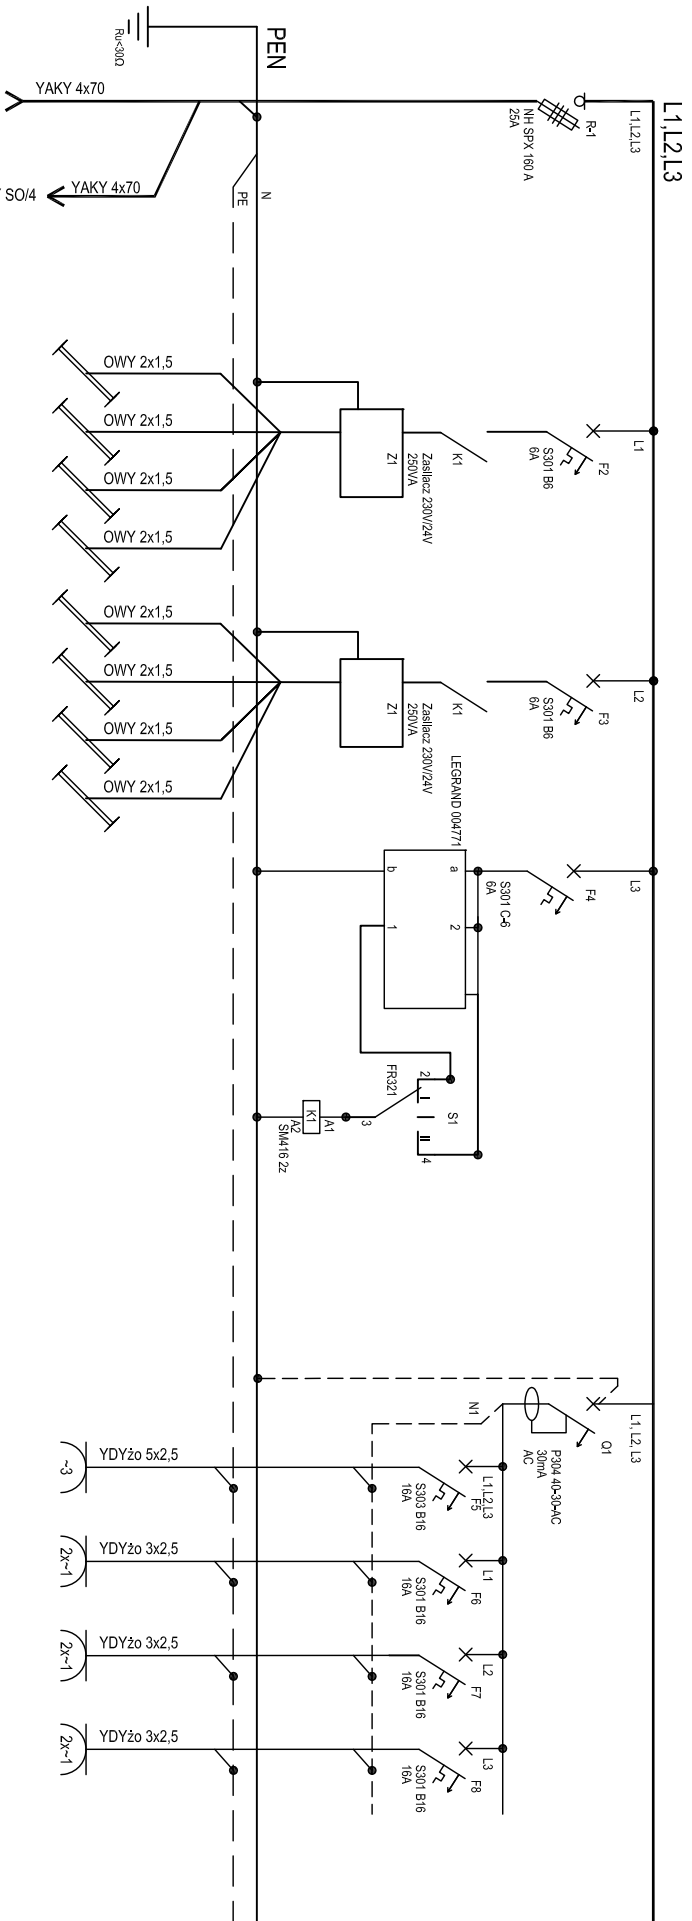 PEN
Ru<30Ω
YAKY 4x70
YAKY 4x70
SO/4
L1,L2,L3
L1,L2,L3
R-1
NH SPX 160 A
25A
N
PE
OWY 2x1,5
OWY 2x1,5
OWY 2x1,5
OWY 2x1,5
Z1
Zasilacz 230V/24V
250VA
K1
S301 B6
6A
F2
L1
OWY 2x1,5
OWY 2x1,5
OWY 2x1,5
OWY 2x1,5
Z1
Zasilacz 230V/24V
250VA
K1
S301 B6
6A
F3
L2
LEGRAND 004771
a
b
2
1
S301 C-6
6A
F4
L3
FR321
2
I
II
S1
3
4
K1
A1
A2
SM416 2z
L1, L2, L3
Q1
P304 40-30-AC
30mA
AC
N1
YDYżo 5x2,5
~3
L1,L2,L3
F5
S303 B16
16A
YDYżo 3x2,5
2x~1
L1
F6
S301 B16
16A
YDYżo 3x2,5
2x~1
L2
F7
S301 B16
16A
YDYżo 3x2,5
2x~1
L3
F8
S301 B16
16A